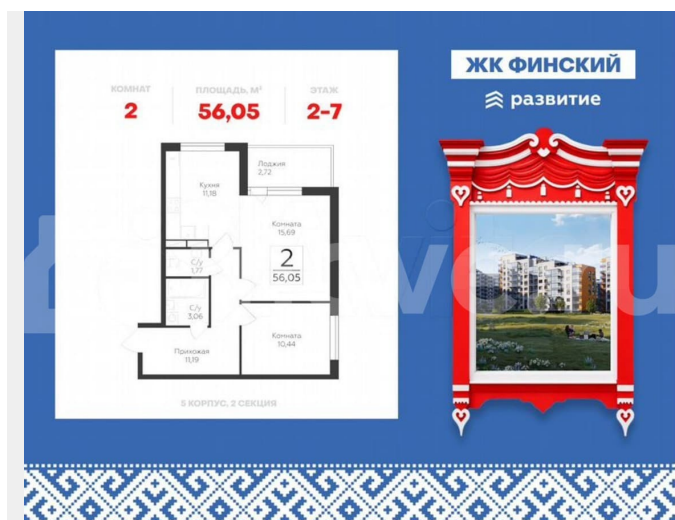 ЖК ФИНСКИЙ
развитие
КОМНАТ
2
ПЛОЩАДЬ, М²
56,05
ЭТАЖ
2-7
Лоджия
2,72
Кухня
11,18
Комната
15,69
С/у
1,77
2
56,05
С/у
3,06
Комната
10,44
Прихожая
11,19
5 КОРПУС, 2 СЕКЦИЯ